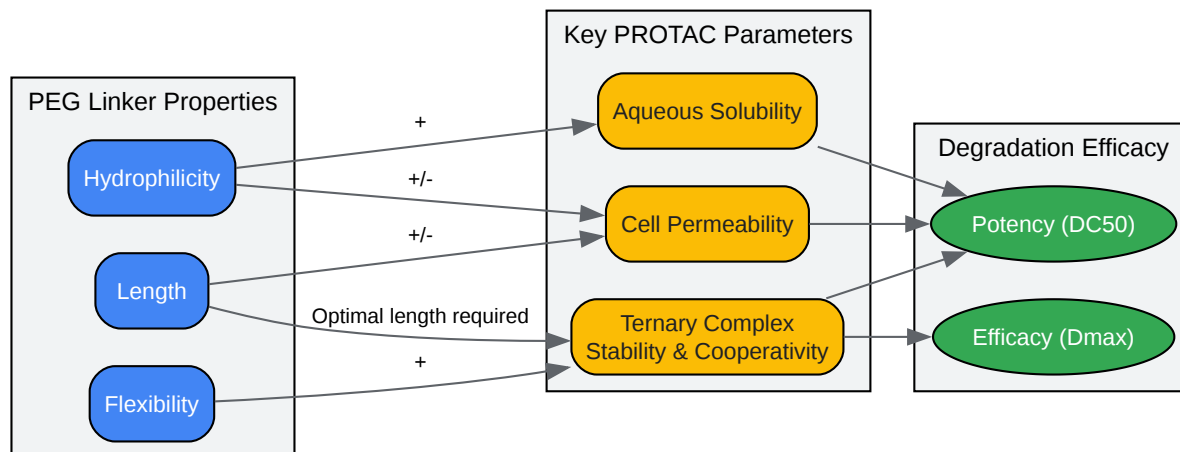 Key PROTAC Parameters
PEG Linker Properties
Degradation Efficacy
Hydrophilicity
Length
Flexibility
+
+/-
+/-
Optimal length required
+
Aqueous Solubility
Cell Permeability
Ternary Complex
Stability & Cooperativity
Potency (DC50)
Efficacy (Dmax)